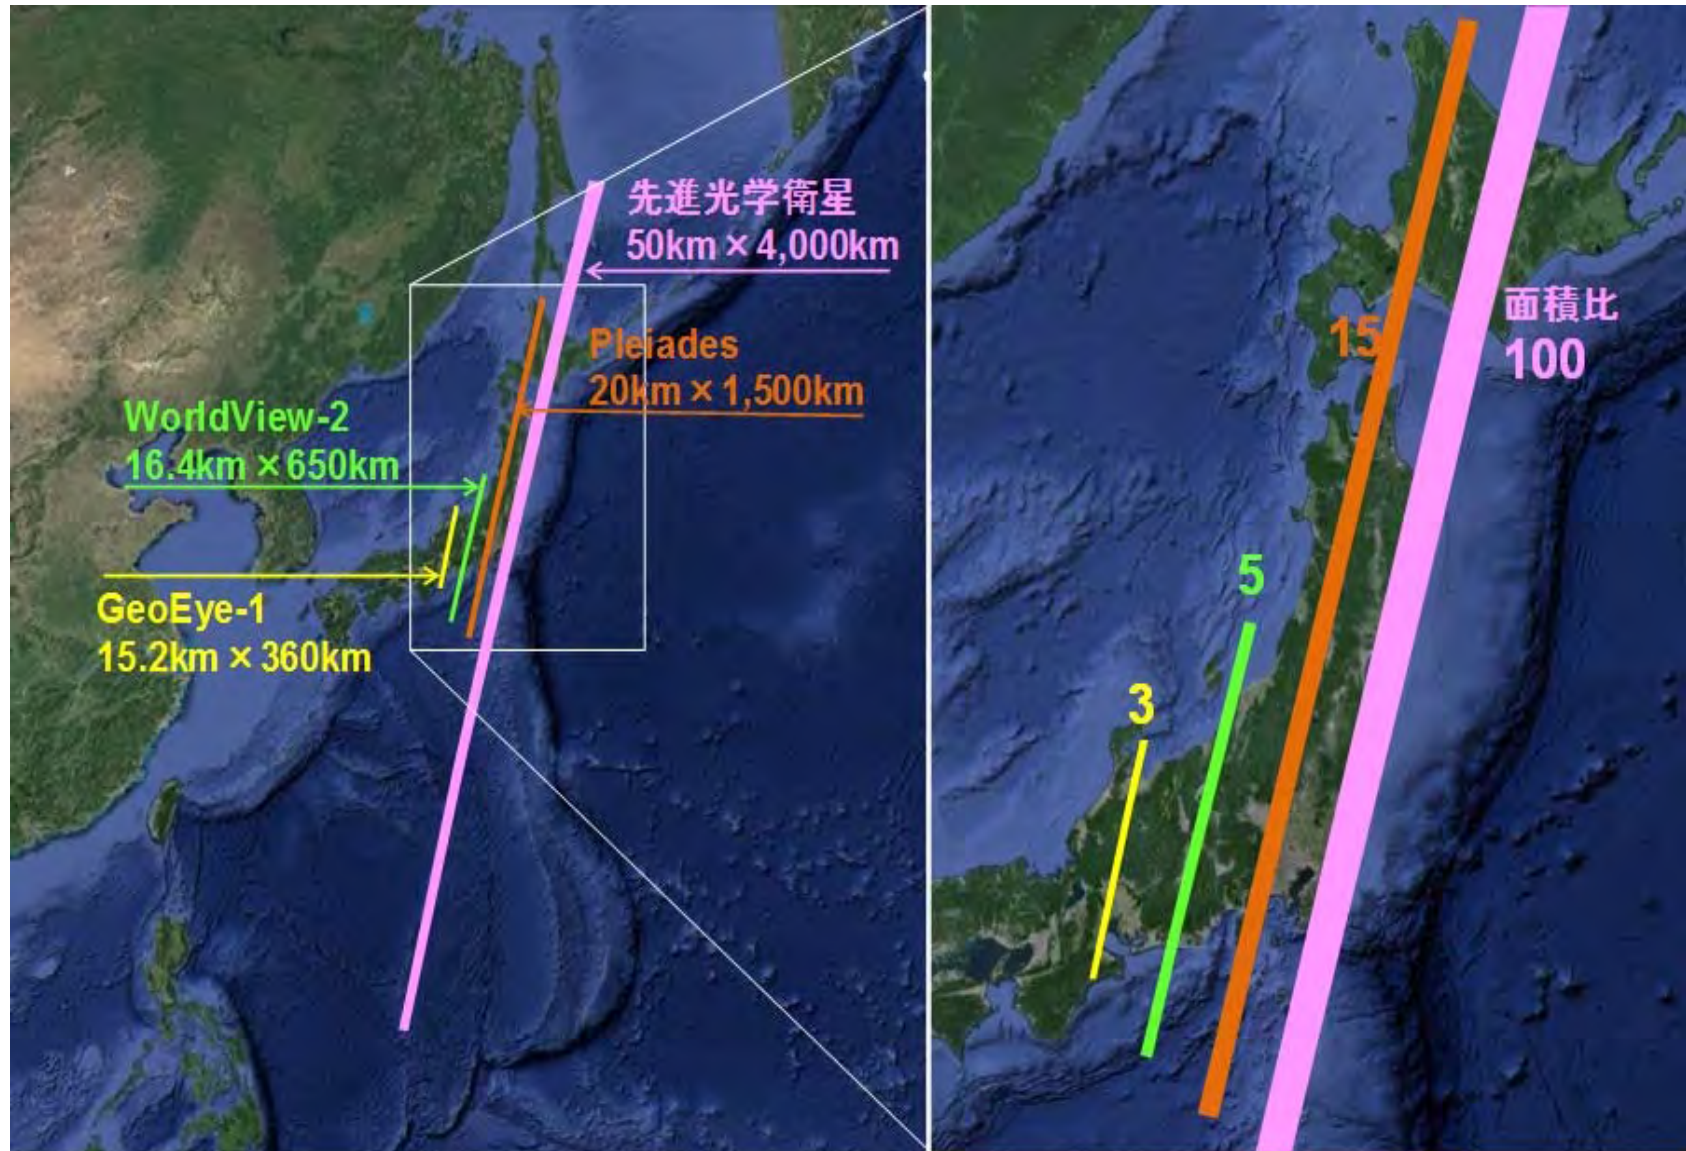 先進光学衛星
50km×4,000km
Pleiades
20km×1,500km
WorldView-2
16.4km×650km
GeoEye-1
15.2km×360km
面積比
100
15
5
3